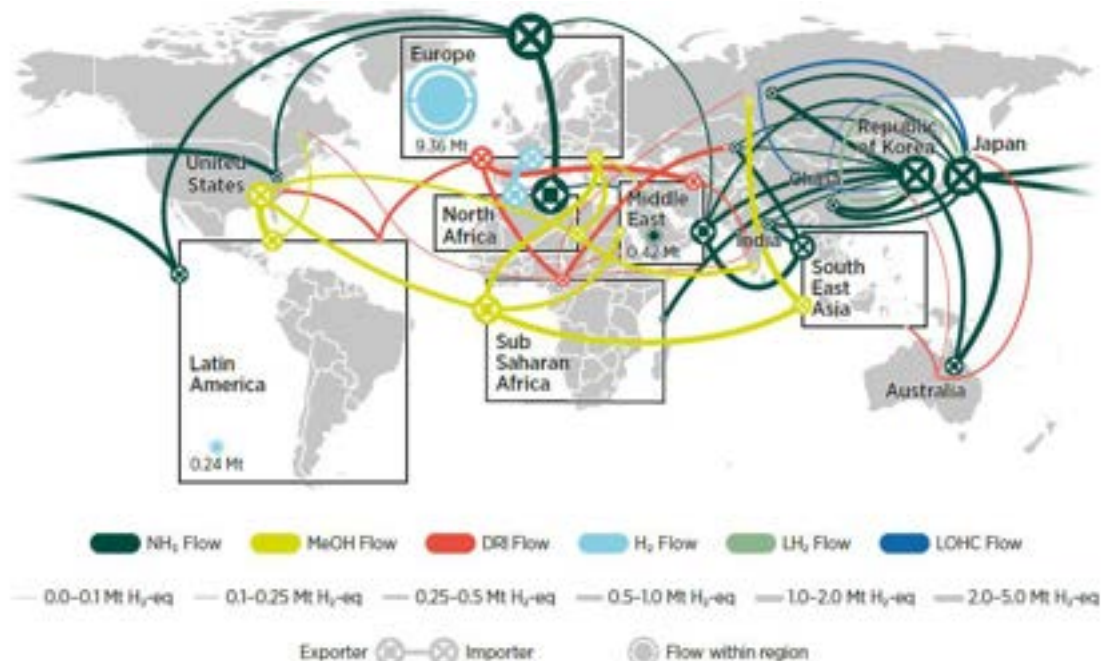 Europe
9.36 Mt
United
States
Republic
of Korea
Japan
China
North
Africa
Middle
East
0.42 Mt
India
South
East
Asia
Latin
America
0.24 Mt
Sub
Saharan
Africa
Australia
NH₃ Flow
MeOH Flow
DRI Flow
H₂ Flow
LH₂ Flow
LOHC Flow
0.0–0.1 Mt H₂-eq
0.1–0.25 Mt H₂-eq
0.25–0.5 Mt H₂-eq
0.5–1.0 Mt H₂-eq
1.0–2.0 Mt H₂-eq
2.0–5.0 Mt H₂-eq
Exporter
Importer
Flow within region